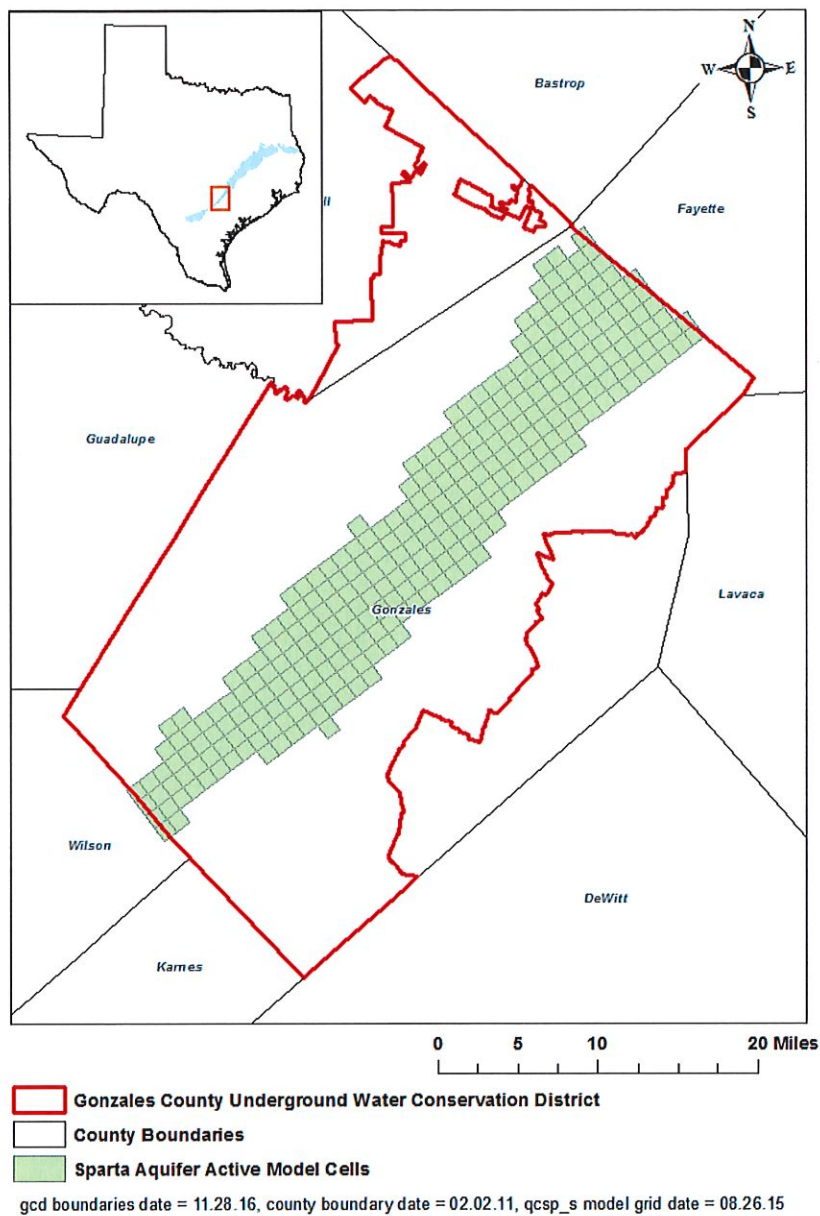 N
W E
S
Bastrop
Fayette
ll
Guadalupe
Gonzales
Lavaca
Wilson
DeWitt
Karnes
0 5 10 20 Miles
Gonzales County Underground Water Conservation District
County Boundaries
Sparta Aquifer Active Model Cells
gcd boundaries date = 11.28.16, county boundary date = 02.02.11, qcsp_s model grid date = 08.26.15